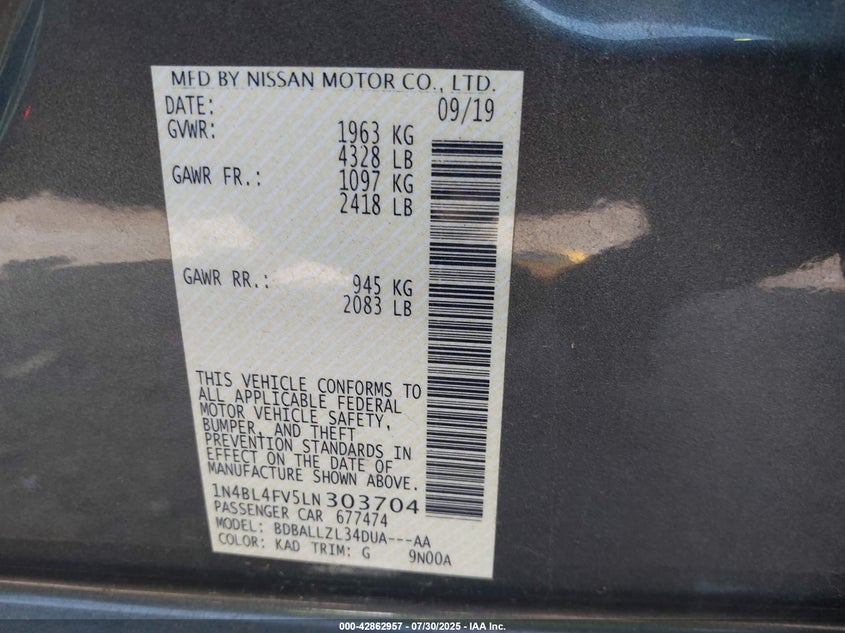 MFD BY NISSAN MOTOR CO., LTD.
DATE: 09/19
GVWR: 1963 KG
4328 LB
GAWR FR.: 1097 KG
2418 LB
GAWR RR.: 945 KG
2083 LB
THIS VEHICLE CONFORMS TO
ALL APPLICABLE FEDERAL
MOTOR VEHICLE SAFETY,
BUMPER, AND THEFT
PREVENTION STANDARDS IN
EFFECT ON THE DATE OF
MANUFACTURE SHOWN ABOVE.
1N4BL4FV5LN303704
PASSENGER CAR 677474
MODEL: BDBALLZL34DUA---AA
COLOR: KAD TRIM: G 9N00A
000-42862957 - 07/30/2025 - IAA Inc.